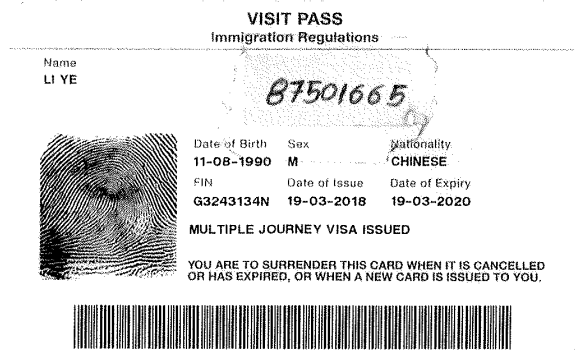 VISIT PASS
Immigration Regulations
Name
LI YE
87501665
Date of Birth Sex Nationality
11-08-1990 M CHINESE
FIN Date of Issue Date of Expiry
G3243134N 19-03-2018 19-03-2020
MULTIPLE JOURNEY VISA ISSUED
YOU ARE TO SURRENDER THIS CARD WHEN IT IS CANCELLED
OR HAS EXPIRED, OR WHEN A NEW CARD IS ISSUED TO YOU.